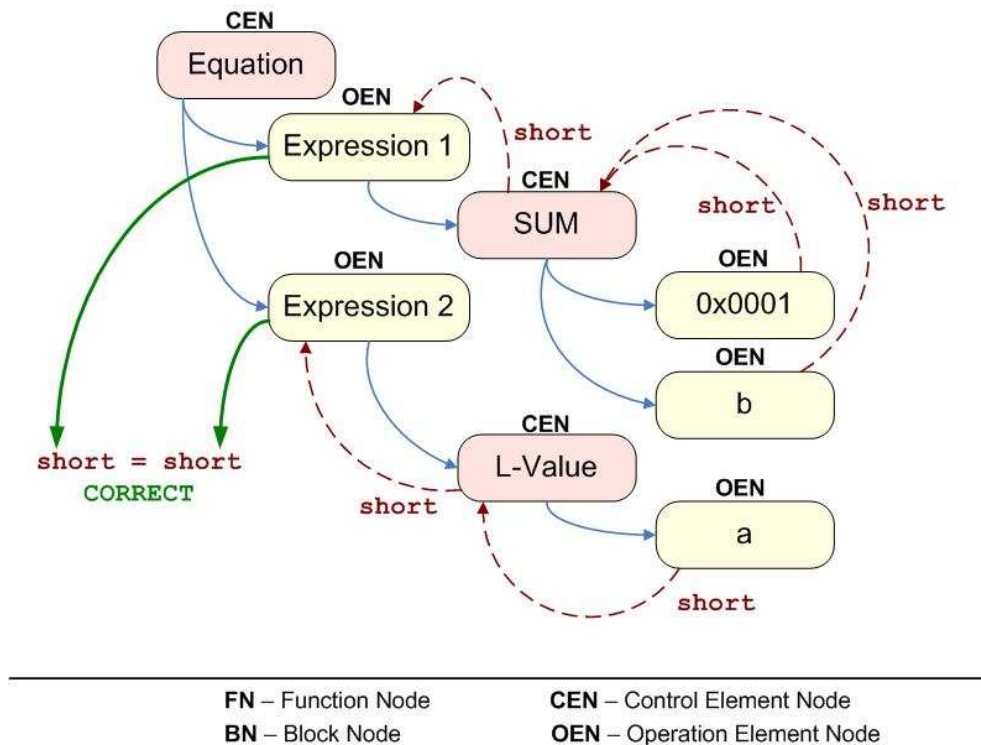 CEN
Equation
OEN
Expression 1
short
CEN
SUM
short
short
OEN
0x0001
OEN
Expression 2
OEN
b
short = short
CORRECT
CEN
L-Value
short
OEN
a
short
FN – Function Node
CEN – Control Element Node
BN – Block Node
OEN – Operation Element Node